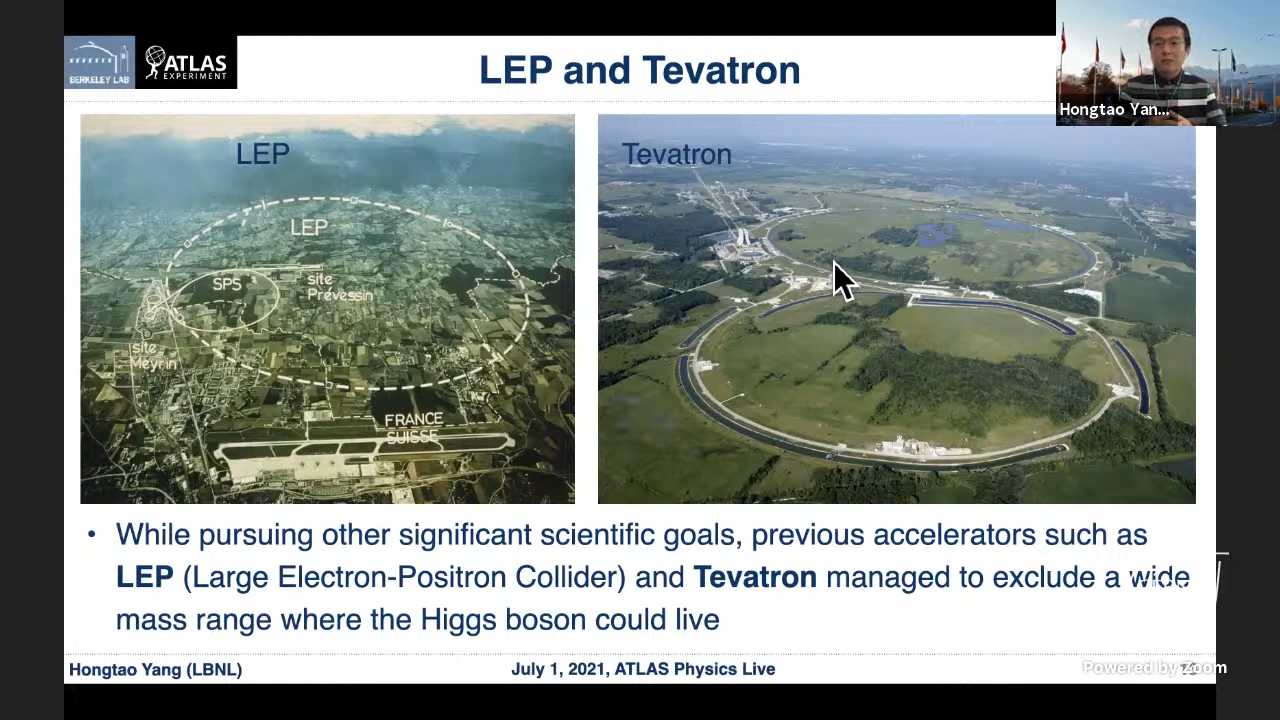 BERKELEY LAB
ATLAS
EXPERIMENT
LEP and Tevatron
Hongtao Yan...
LEP
LEP
SPS
site
Prévessin
site
Meyrin
FRANCE
SUISSE
Tevatron
• While pursuing other significant scientific goals, previous accelerators such as
LEP (Large Electron-Positron Collider) and Tevatron managed to exclude a wide
mass range where the Higgs boson could live
Hongtao Yang (LBNL)
July 1, 2021, ATLAS Physics Live
Powered by Zoom